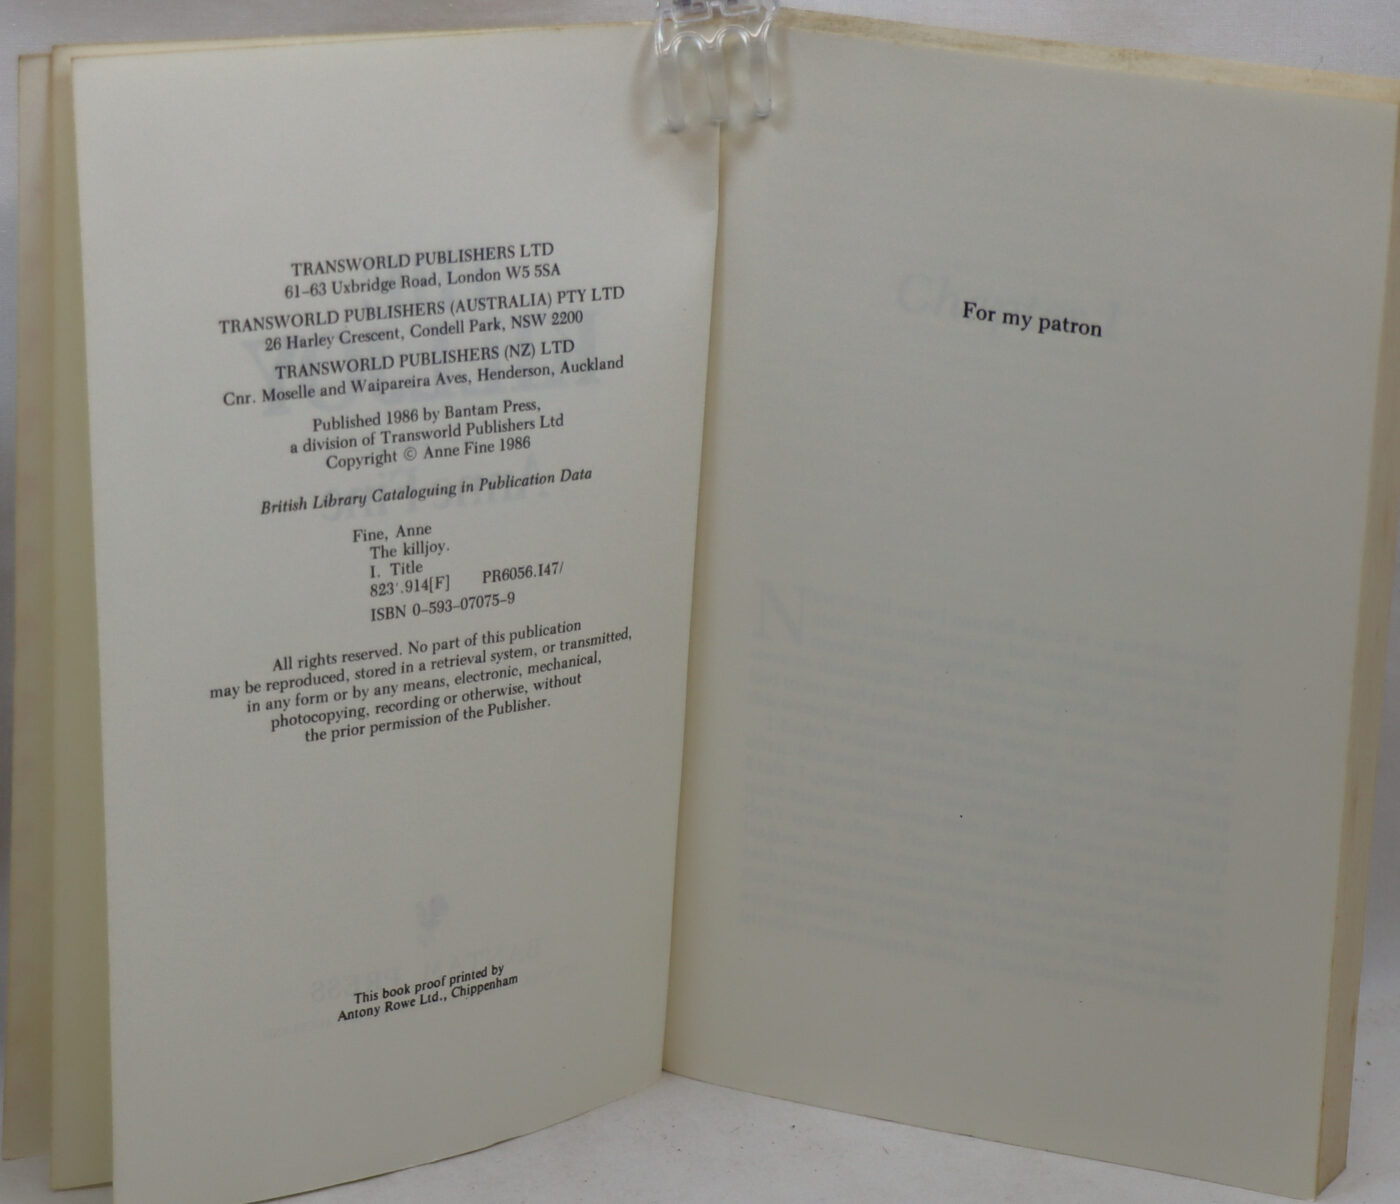 TRANSWORLD PUBLISHERS LTD
61–63 Uxbridge Road, London W5 5SA
TRANSWORLD PUBLISHERS (AUSTRALIA) PTY LTD
26 Harley Crescent, Condell Park, NSW 2200
TRANSWORLD PUBLISHERS (NZ) LTD
Cnr. Moselle and Waipareira Aves, Henderson, Auckland
Published 1986 by Bantam Press,
a division of Transworld Publishers Ltd
Copyright © Anne Fine 1986
British Library Cataloguing in Publication Data
Fine, Anne
The killjoy.
I. Title
823'.914[F] PR6056.I47/
ISBN 0–593–07075–9
All rights reserved. No part of this publication
may be reproduced, stored in a retrieval system, or transmitted,
in any form or by any means, electronic, mechanical,
photocopying, recording or otherwise, without
the prior permission of the Publisher.
This book proof printed by
Antony Rowe Ltd., Chippenham
For my patron